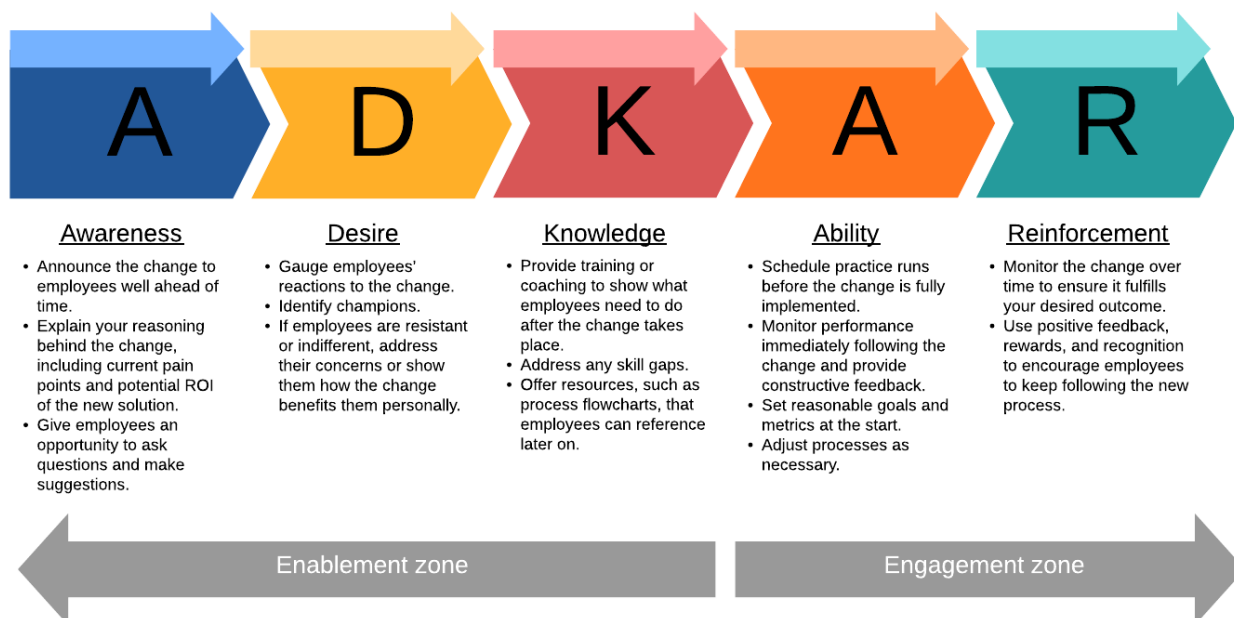 A
D
K
A
R
Awareness
• Announce the change to
employees well ahead of
time.
• Explain your reasoning
behind the change,
including current pain
points and potential ROI
of the new solution.
• Give employees an
opportunity to ask
questions and make
suggestions.
Desire
• Gauge employees'
reactions to the change.
• Identify champions.
• If employees are resistant
or indifferent, address
their concerns or show
them how the change
benefits them personally.
Knowledge
• Provide training or
coaching to show what
employees need to do
after the change takes
place.
• Address any skill gaps.
• Offer resources, such as
process flowcharts, that
employees can reference
later on.
Ability
• Schedule practice runs
before the change is fully
implemented.
• Monitor performance
immediately following the
change and provide
constructive feedback.
• Set reasonable goals and
metrics at the start.
• Adjust processes as
necessary.
Reinforcement
• Monitor the change over
time to ensure it fulfills
your desired outcome.
• Use positive feedback,
rewards, and recognition
to encourage employees
to keep following the new
process.
Enablement zone
Engagement zone